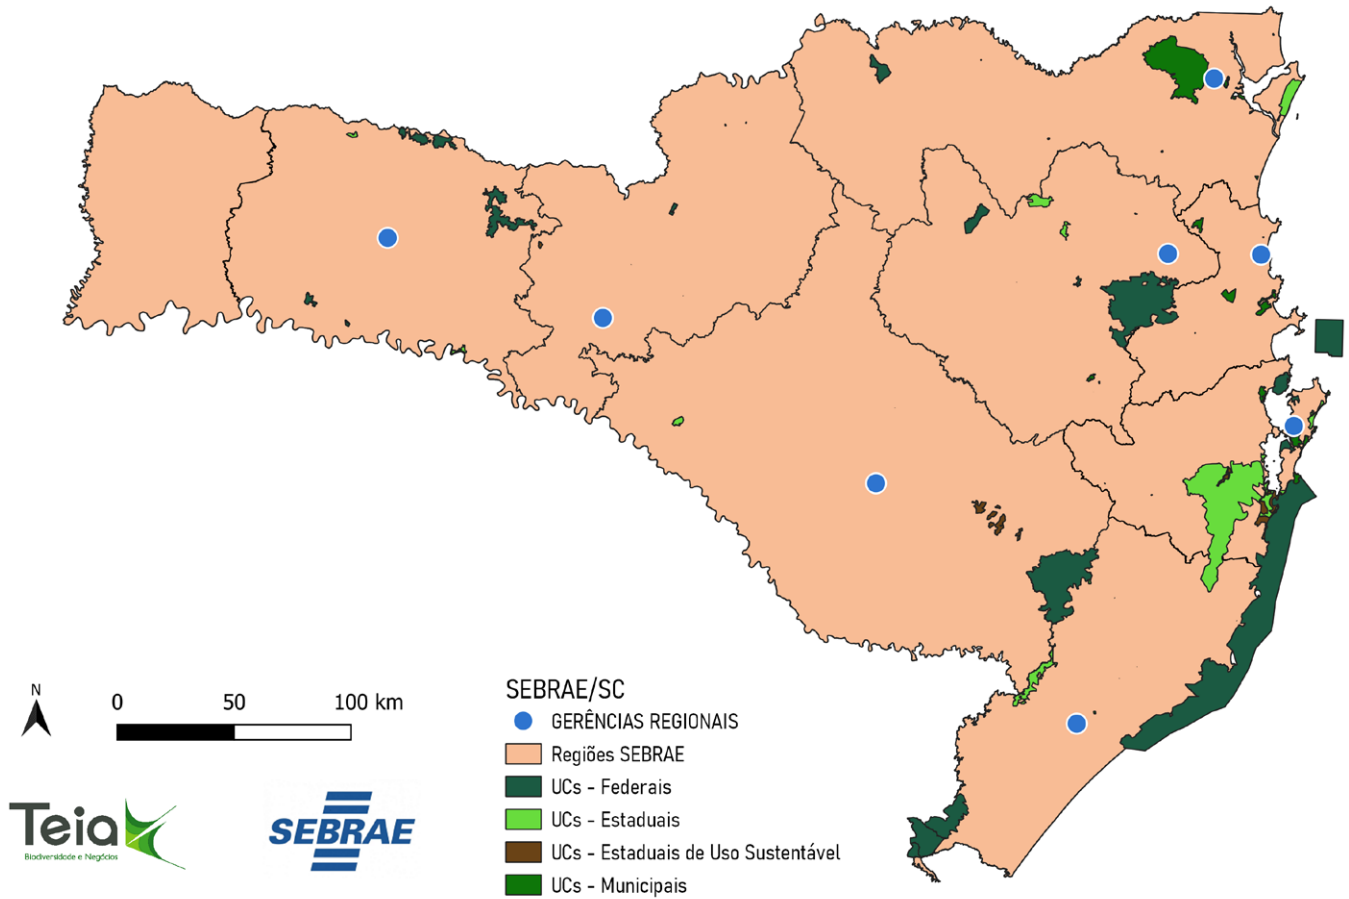 N
0 50 100 km
SEBRAE/SC
GERÊNCIAS REGIONAIS
Regiões SEBRAE
UCs - Federais
UCs - Estaduais
UCs - Estaduais de Uso Sustentável
UCs - Municipais
Teia
Biodiversidade e Negócios
SEBRAE